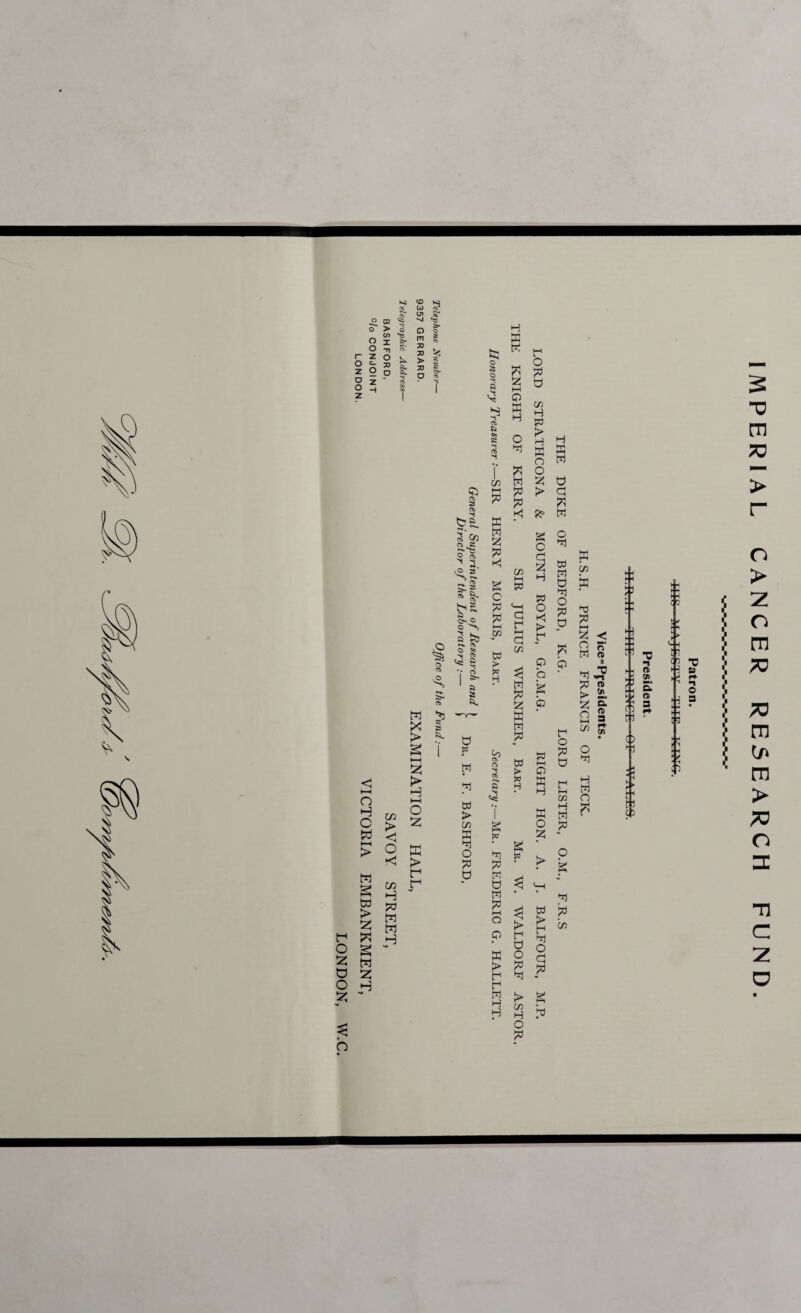 IMPERIAL CANCER RESEARCH FUND.
Patron.
HIS MAJESTY THE KING.
President.
H.R.H. THE PRINCE OF WALES.
Vice-Presidents.
H.S.H. PRINCE FRANCIS OF TECK.
THE DUKE OF BEDFORD, K.G. LORD LISTER, O.M., F.R.S
LORD STRATHCONA & MOUNT ROYAL, G.C.M.G. RIGHT HON. A. J. BALFOUR, M.P.
THE KNIGHT OF KERRY. SIR JULIUS WERNHER, BART. MR. W. WALDORF ASTOR.
Honorary Treasurer:—SIR HENRY MORRIS, BART. Secretary:—MR. FREDERIC G. HALLETT.
General Superintendent of Research and } DR. E. F. BASHFORD.
Director of the Laboratory:—
Office of the Fund:—
EXAMINATION HALL,
SAVOY STREET,
VICTORIA EMBANKMENT,
LONDON, W.C.
Telephone Number—
9357 GERRARD.
Telegraphic Address—
BASHFORD,
c/o CONJOINT
LONDON.
With Dr. Bashfords' Compliments.